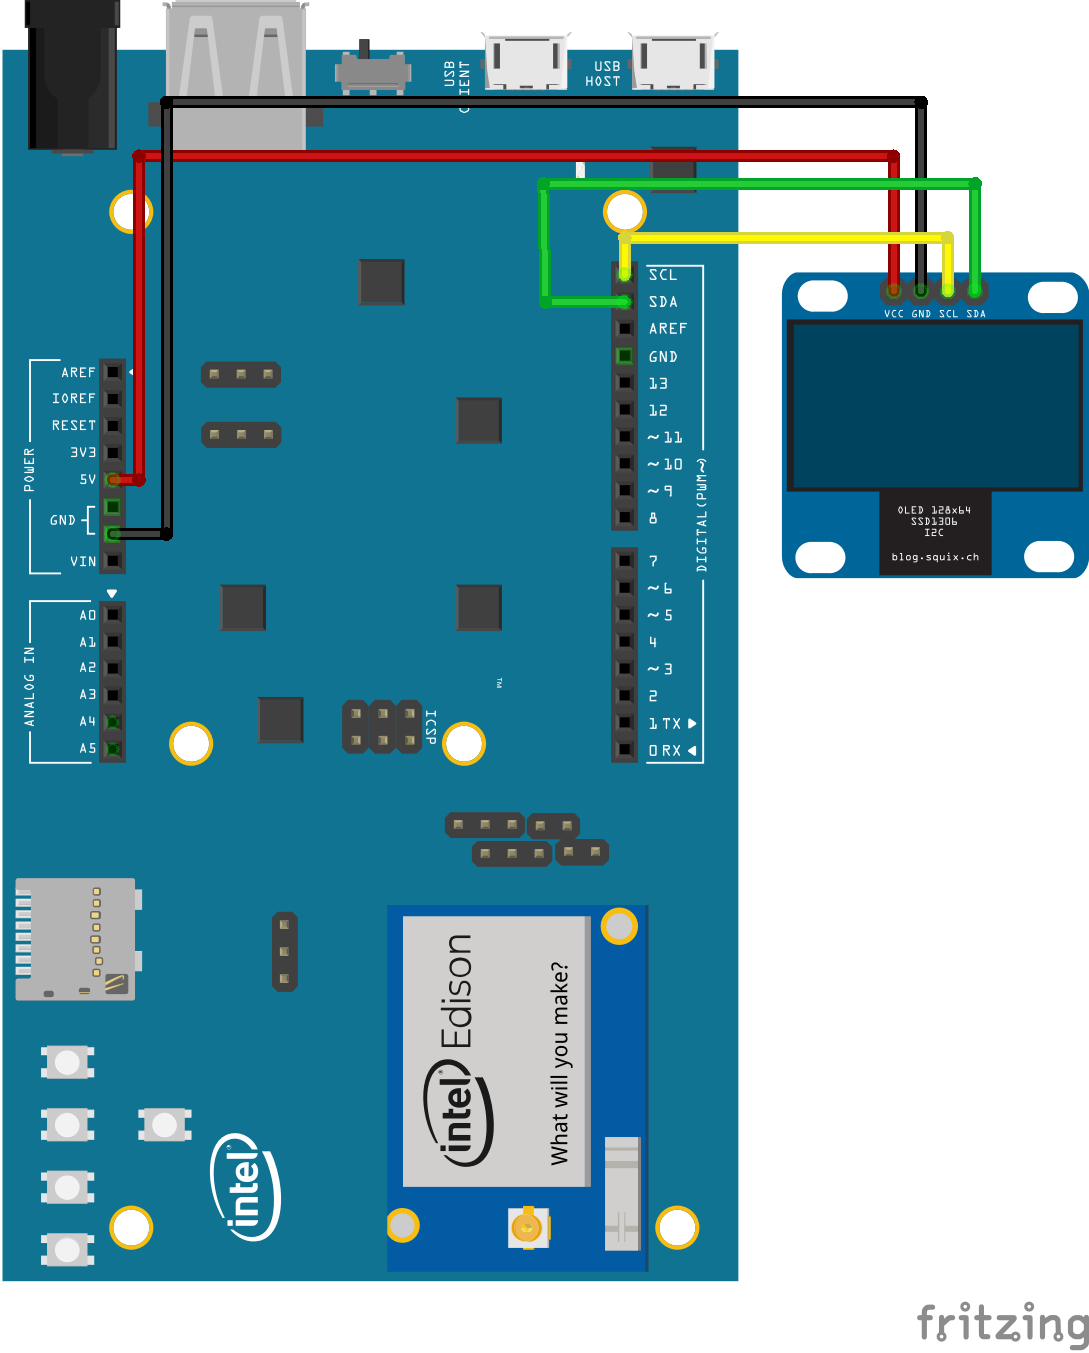 USB
CLIENT
USB
HOST
SCL
SDA
AREF
GND
13
12
~11
~10
~9
8
7
~6
~5
4
~3
2
1 TX
0 RX
DIGITAL(PWM~)
AREF
IOREF
RESET
3V3
5V
GND
VIN
POWER
A0
A1
A2
A3
A4
A5
ANALOG IN
ICSP
TM
VCC GND SCL SDA
OLED 128x64
SSD1306
I2C
blog.squix.ch
intel Edison
What will you make?
intel
fritzing